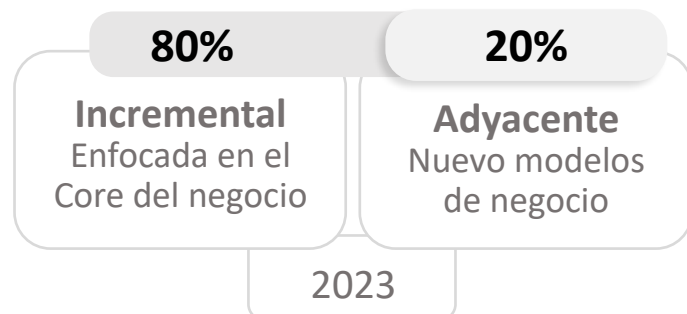 80%
20%
Incremental
Enfocada en el
Core del negocio
Adyacente
Nuevo modelos
de negocio
2023